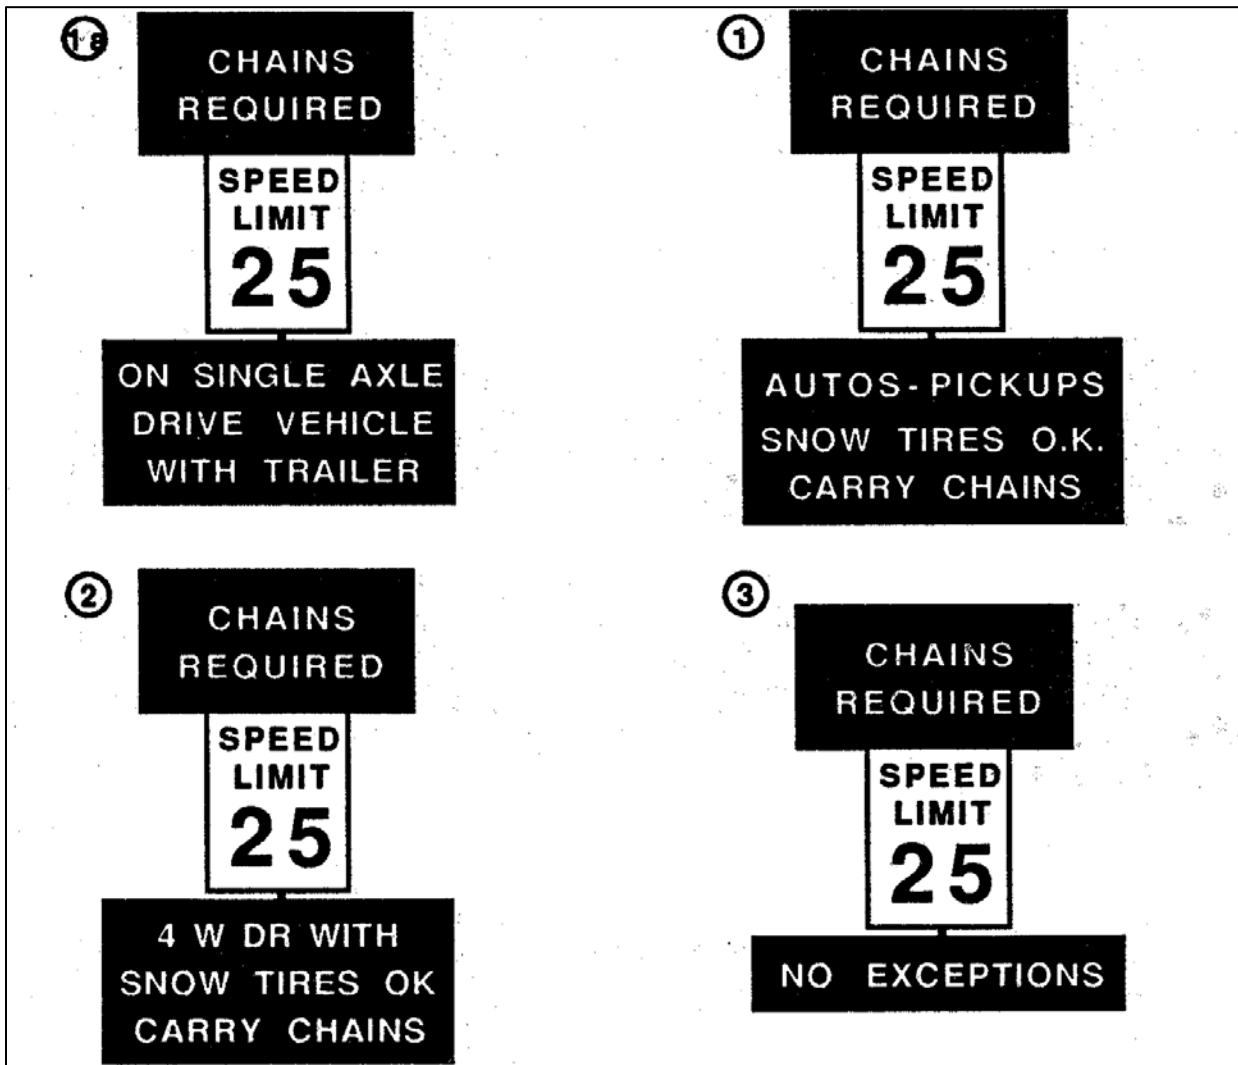 1a
CHAINS
REQUIRED
SPEED
LIMIT
25
ON SINGLE AXLE
DRIVE VEHICLE
WITH TRAILER
1
CHAINS
REQUIRED
SPEED
LIMIT
25
AUTOS-PICKUPS
SNOW TIRES O.K.
CARRY CHAINS
2
CHAINS
REQUIRED
SPEED
LIMIT
25
4 W DR WITH
SNOW TIRES OK
CARRY CHAINS
3
CHAINS
REQUIRED
SPEED
LIMIT
25
NO EXCEPTIONS